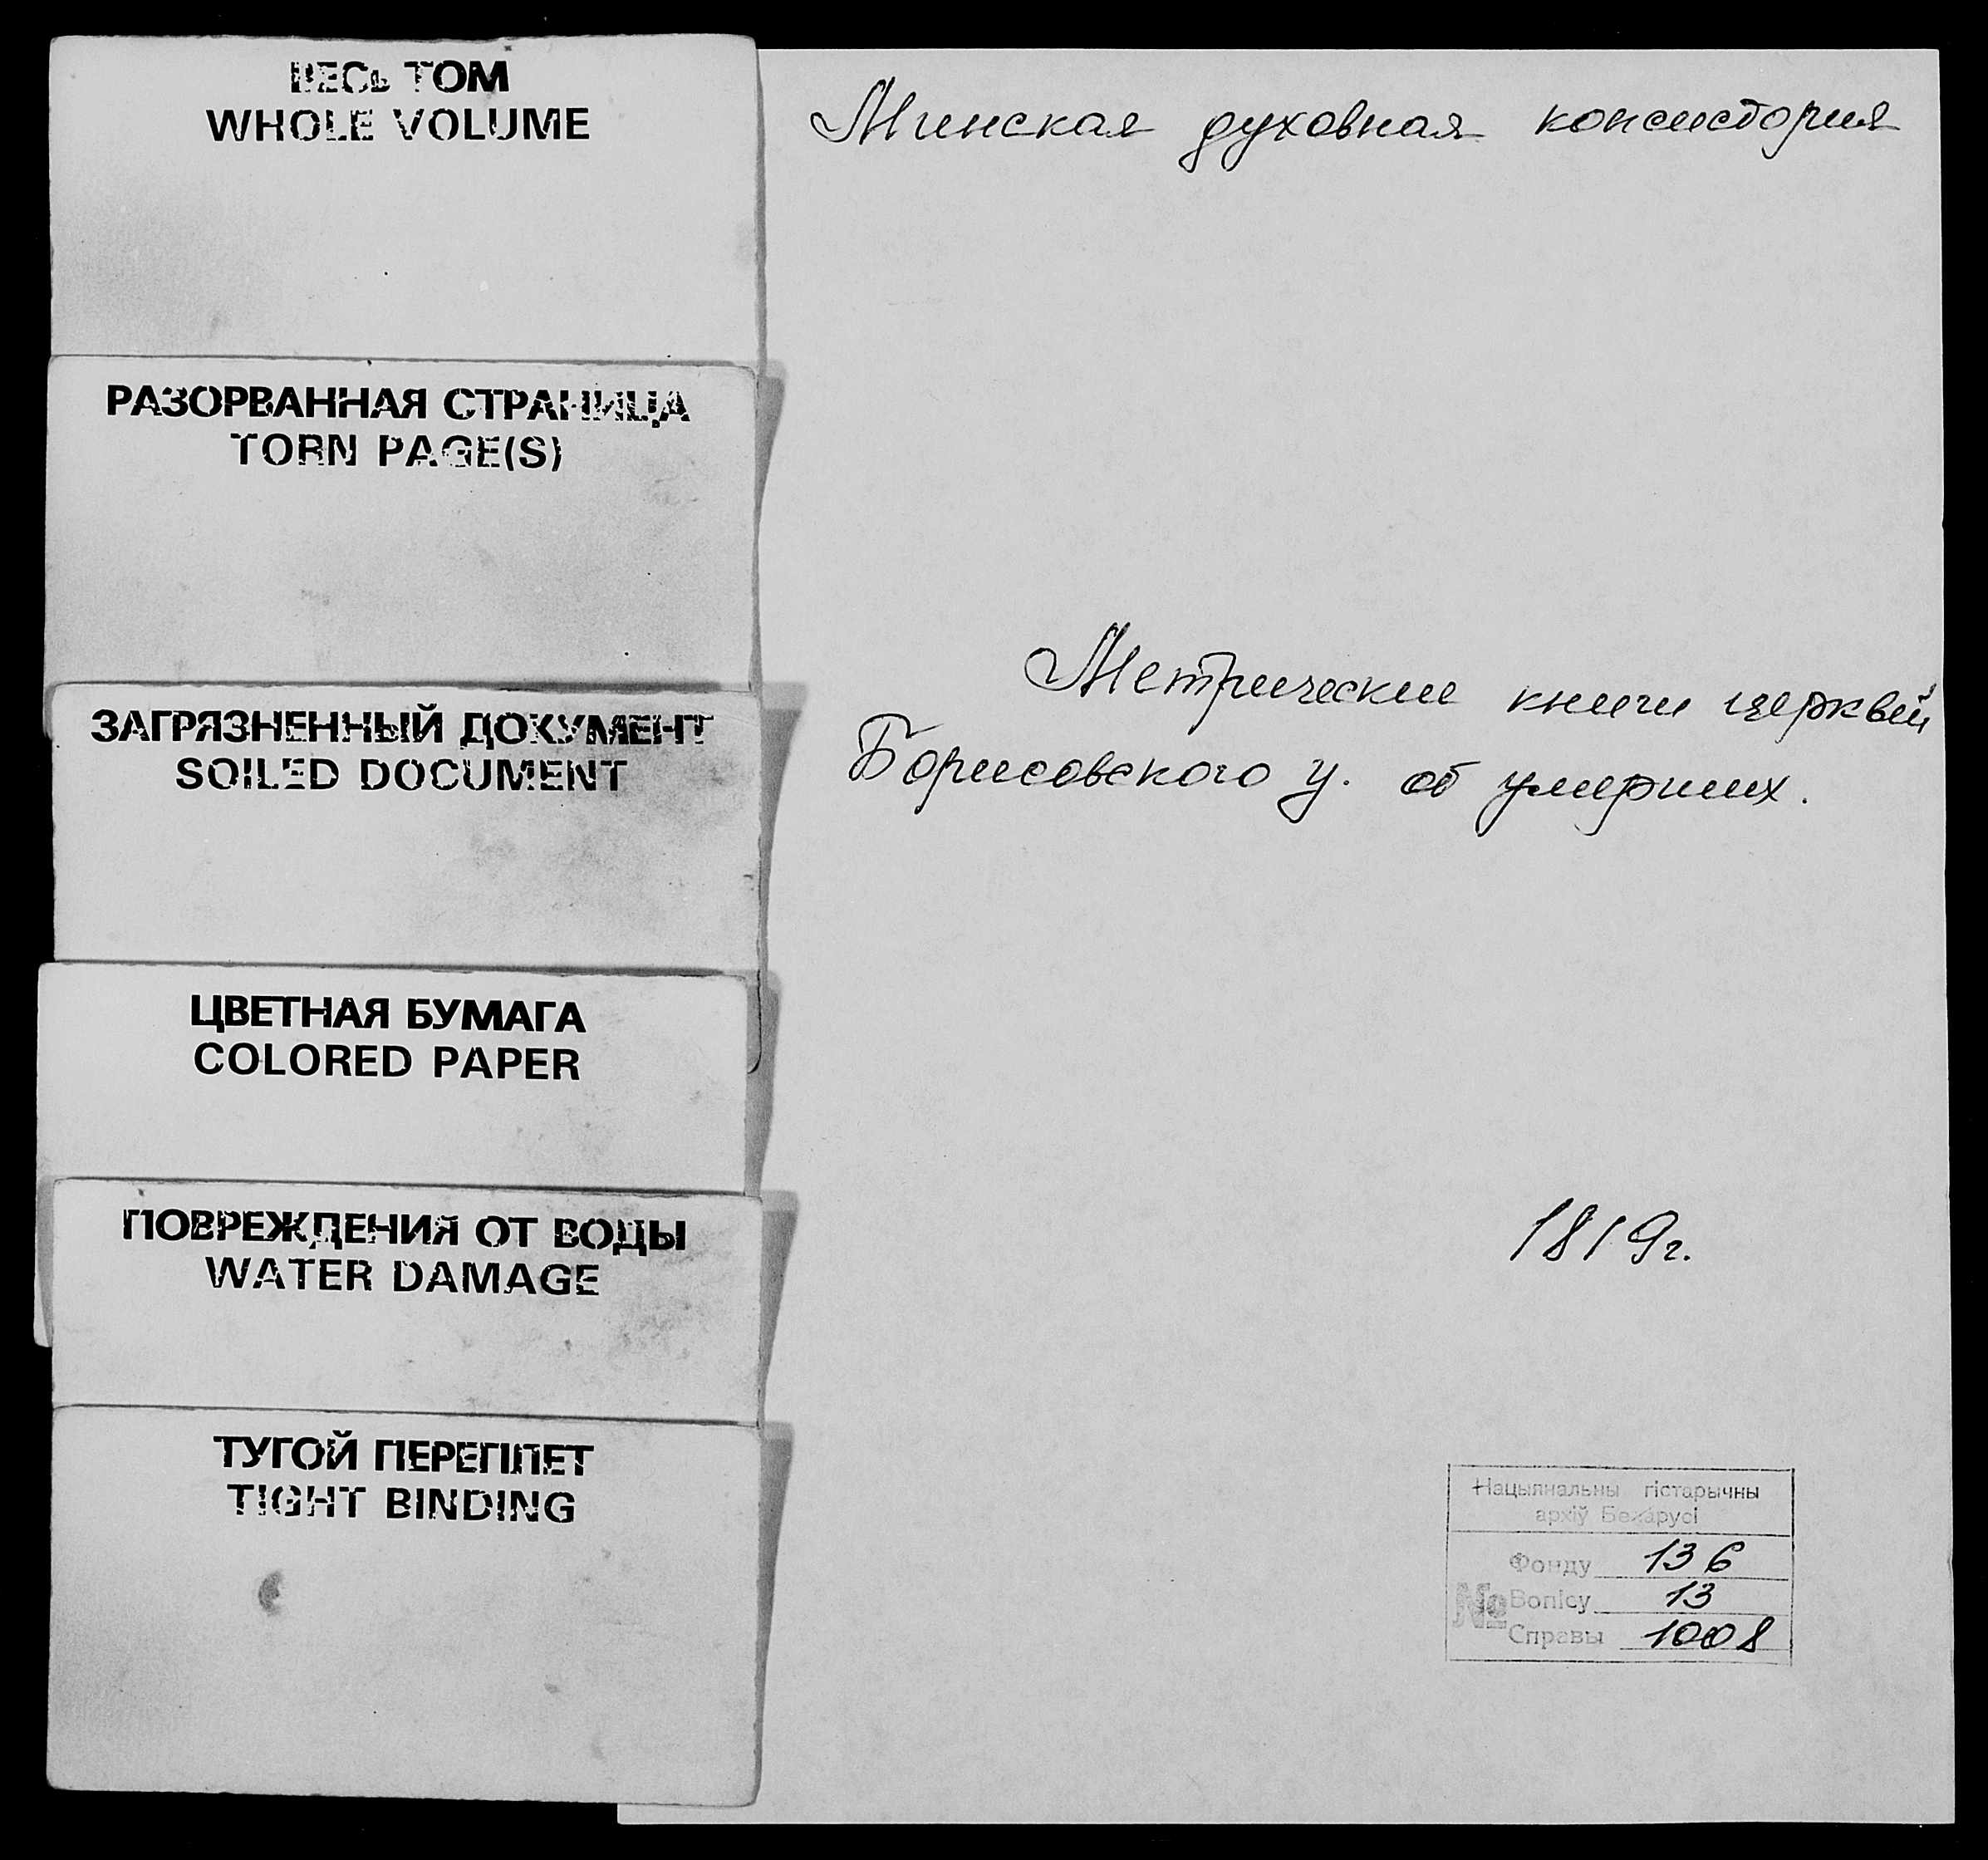 ВЕСЬ ТОМ
WHOLE VOLUME
РАЗОРВАННАЯ СТРАНИЦА
TORN PAGE(S)
ЗАГРЯЗНЕННЫЙ ДОКУМЕНТ
SOILED DOCUMENT
ЦВЕТНАЯ БУМАГА
COLORED PAPER
ПОВРЕЖДЕНИЯ ОТ ВОДЫ
WATER DAMAGE
ТУГОЙ ПЕРЕПЛЕТ
TIGHT BINDING
Минская духовная консистория
Метрические книги церквей
Борисовского у. об умерших.
1819г.
Нацыянальны гістарычны
архіў Беларусі
Фонду 136
№ Вопісу 13
Справы 1008